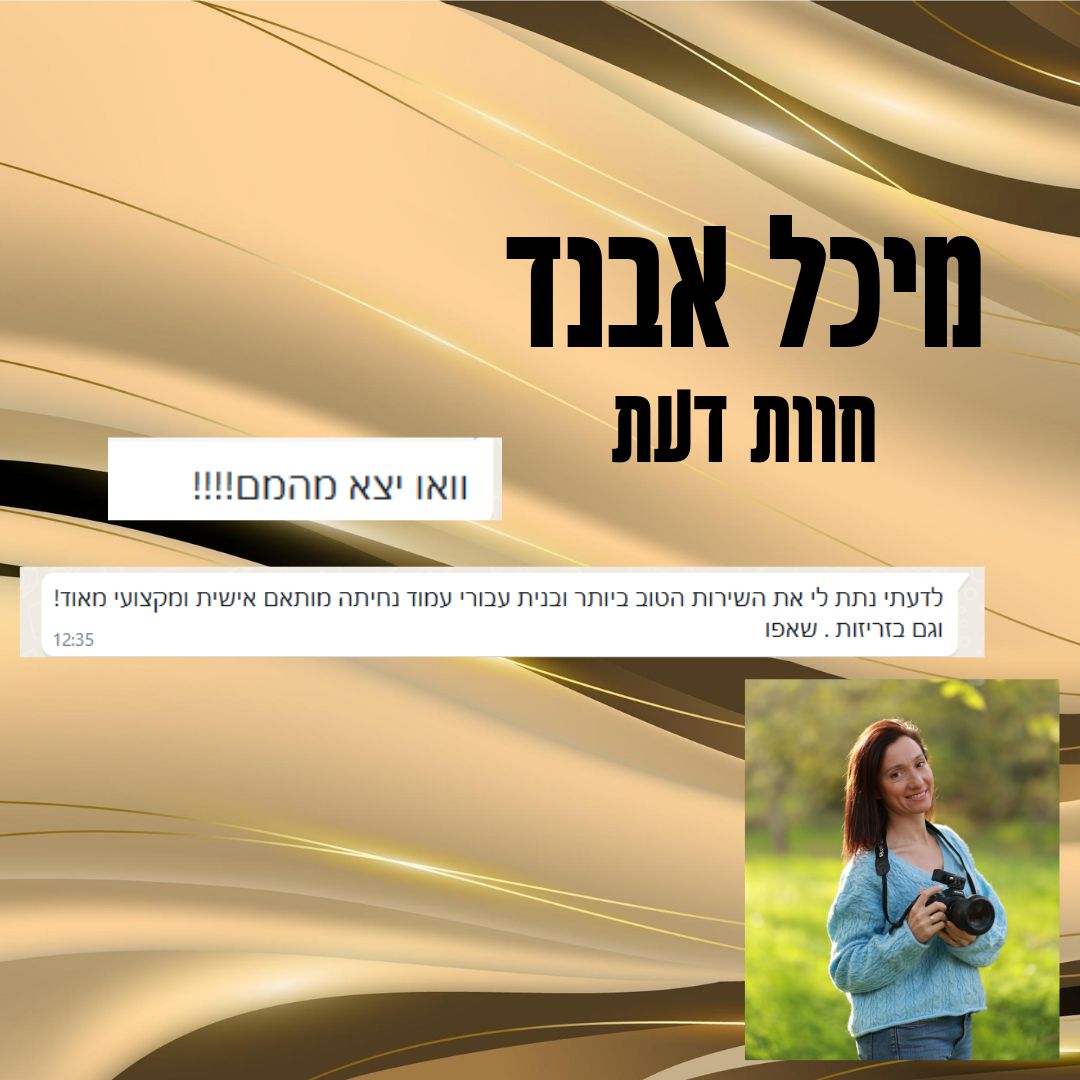 מיכל אבנד
חוות דעת
וואו יצא מהמם!!!!
לדעתי נתת לי את השירות הטוב ביותר ובנית עבורי עמוד נחיתה מותאם אישית ומקצועי מאוד!
וגם בזריזות . שאפו
12:35